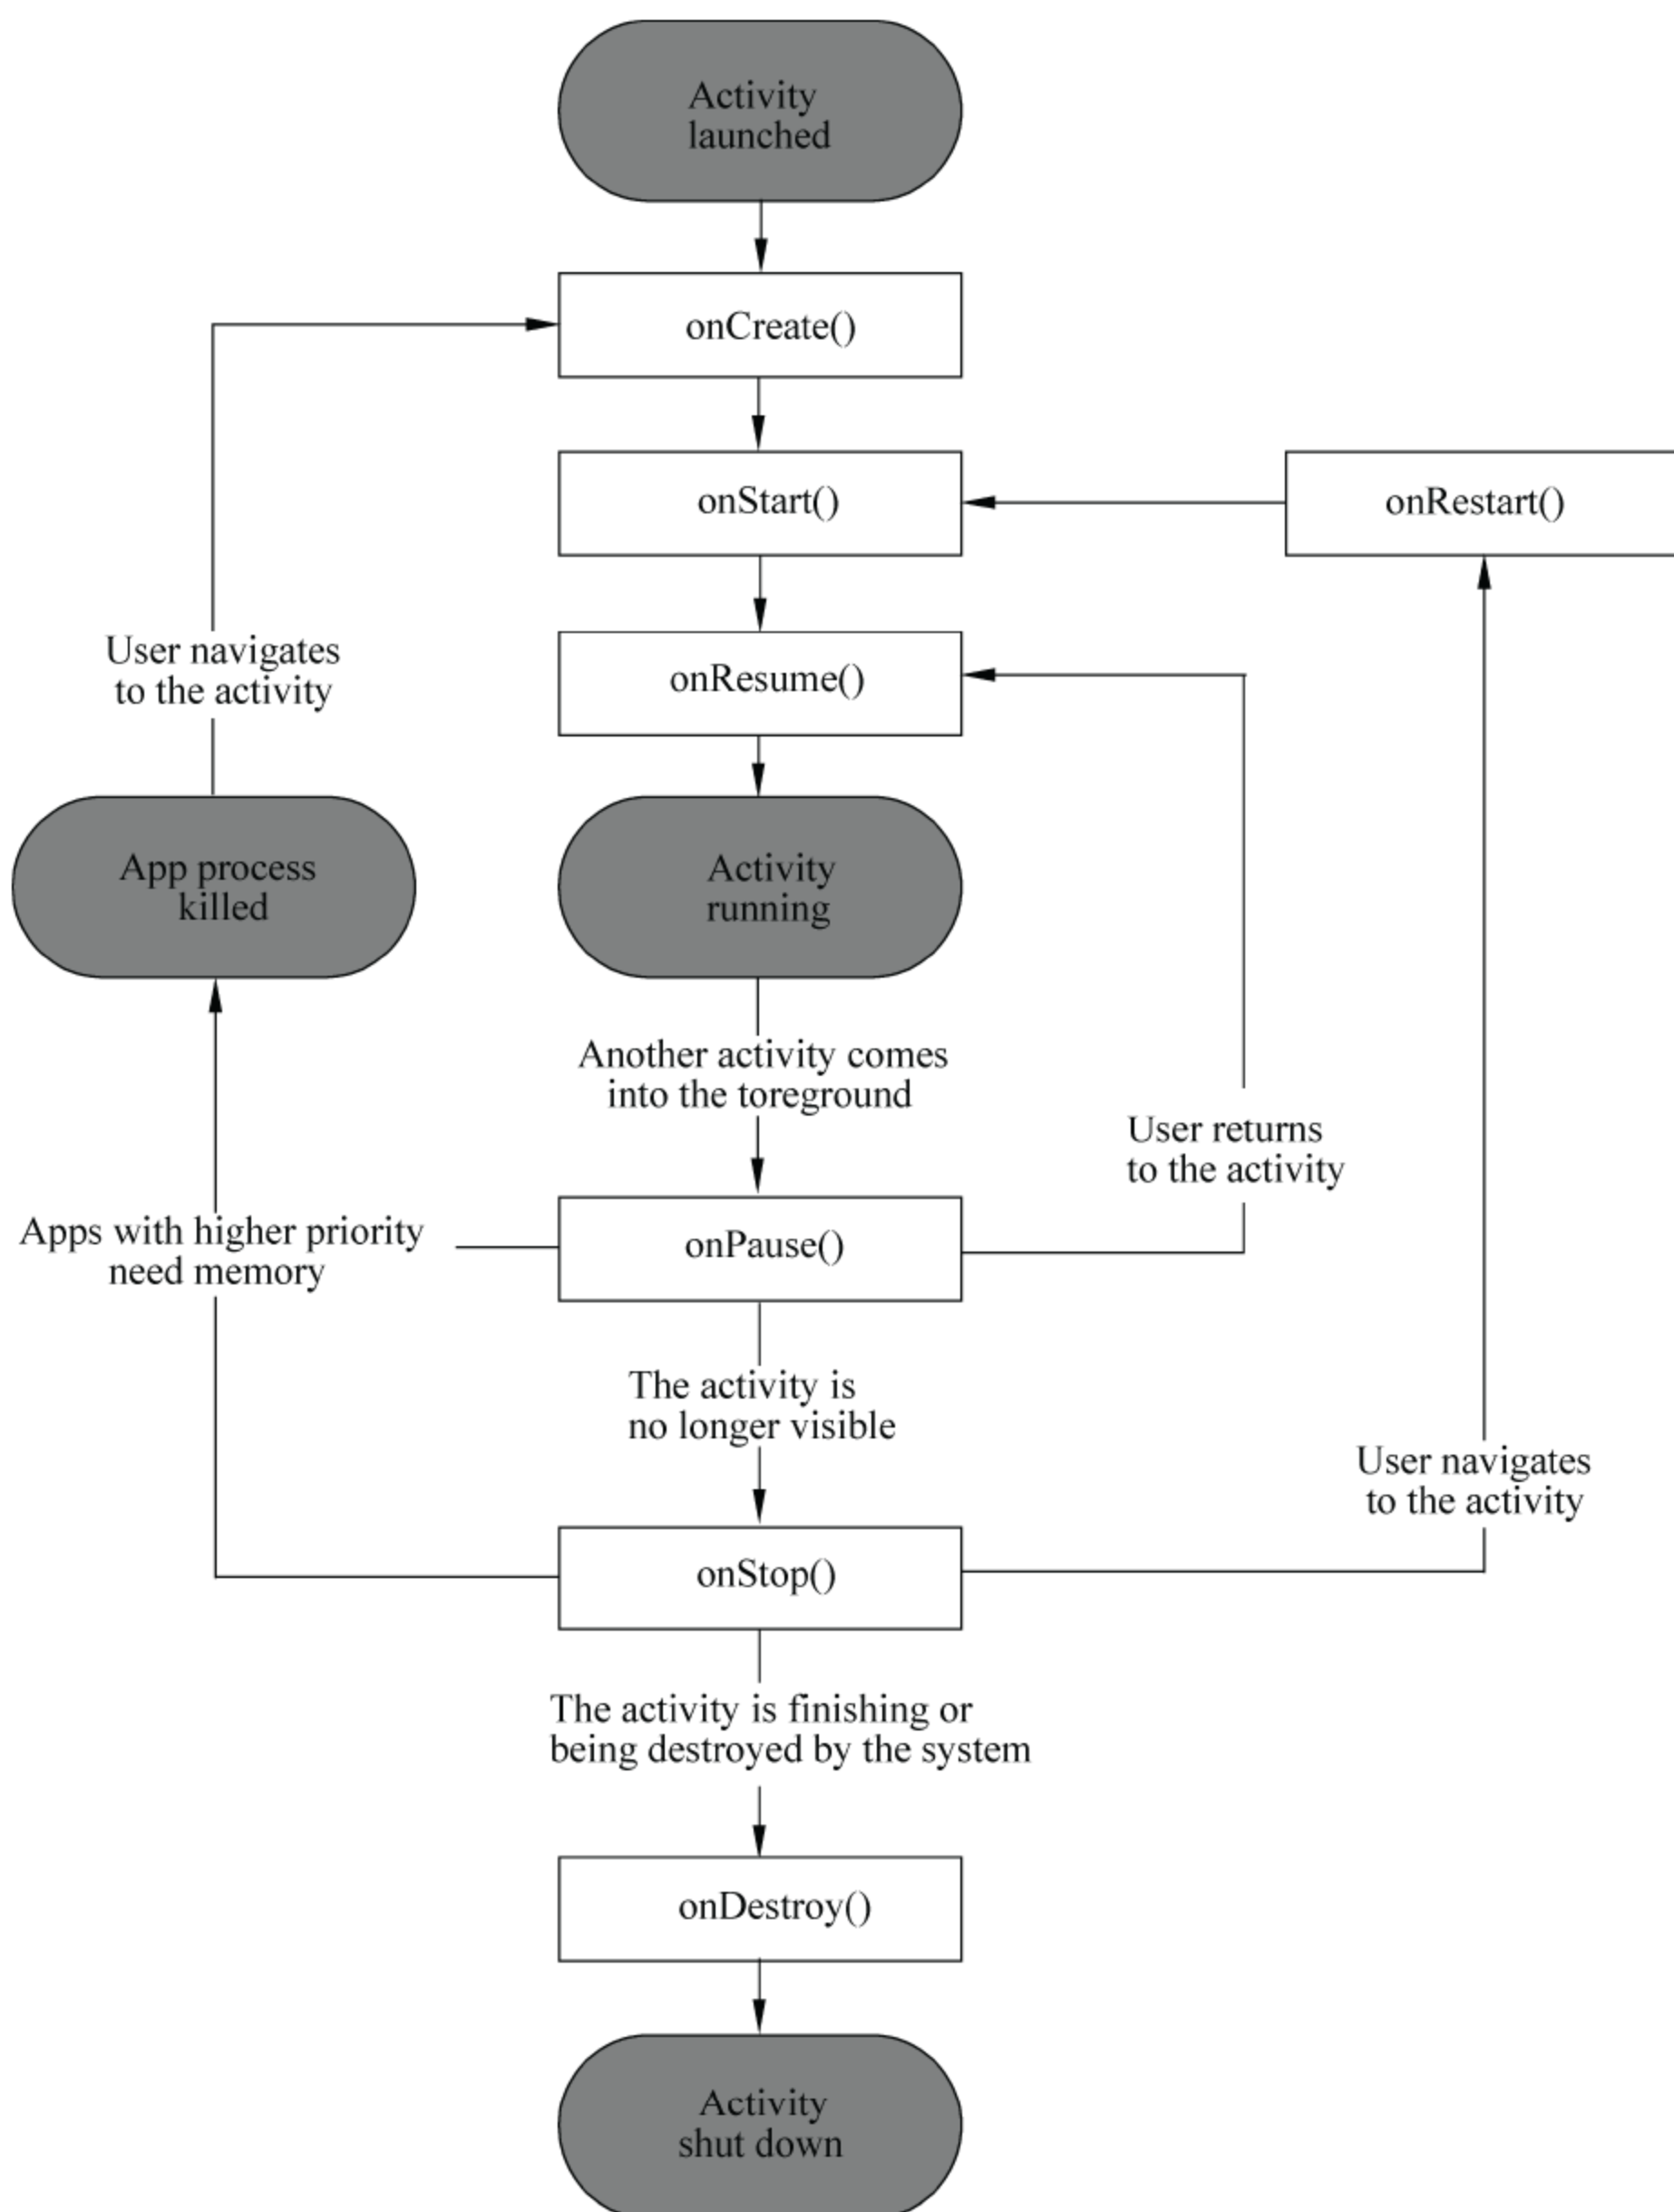 Activity
launched
onCreate()
onStart()
onRestart()
User navigates
to the activity
onResume()
App process
killed
Activity
running
Another activity comes
into the toreground
User returns
to the activity
Apps with higher priority
need memory
onPause()
The activity is
no longer visible
User navigates
to the activity
onStop()
The activity is finishing or
being destroyed by the system
onDestroy()
Activity
shut down